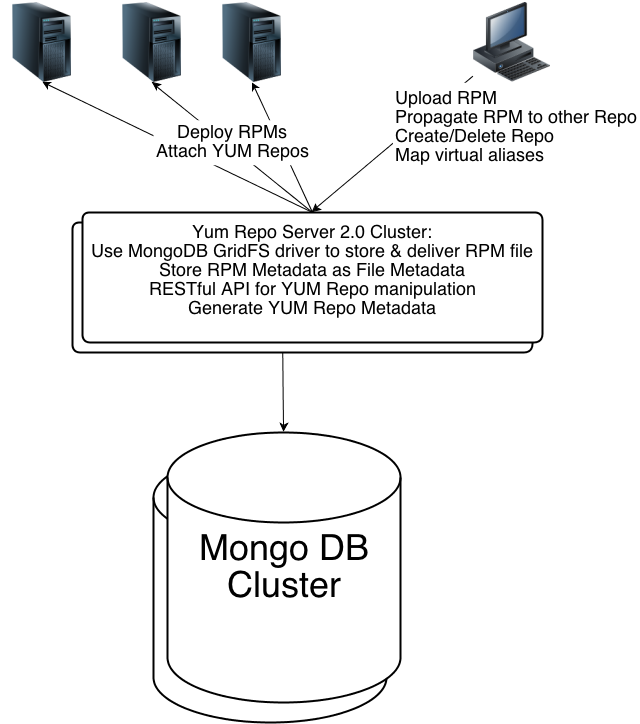 Deploy RPMs
Attach YUM Repos
Upload RPM
Propagate RPM to other Repo
Create/Delete Repo
Map virtual aliases
Yum Repo Server 2.0 Cluster:
Use MongoDB GridFS driver to store & deliver RPM file
Store RPM Metadata as File Metadata
RESTful API for YUM Repo manipulation
Generate YUM Repo Metadata
Mongo DB
Cluster